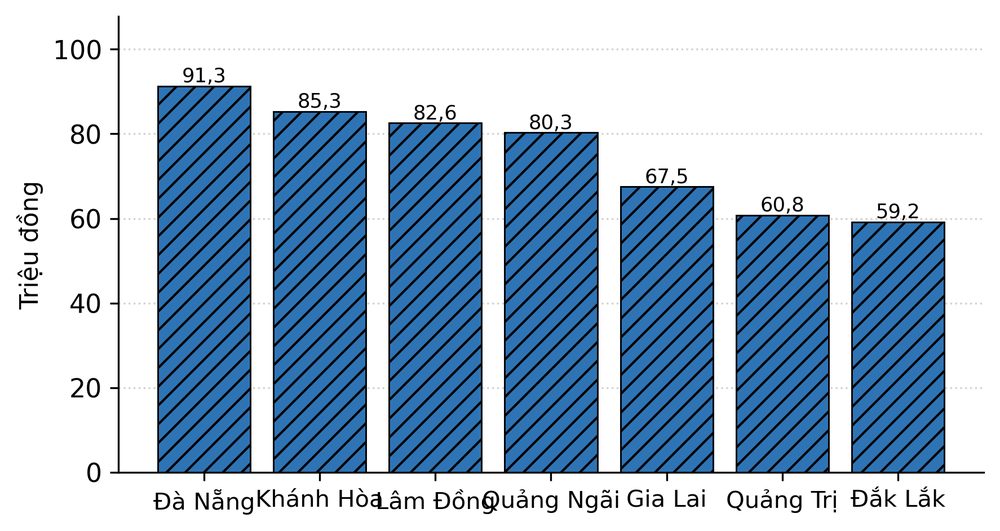 Triệu đồng
100
80
60
40
20
0
91,3
85,3
82,6
80,3
67,5
60,8
59,2
Đà Nẵng
Khánh Hòa
Lâm Đồng
Quảng Ngãi
Gia Lai
Quảng Trị
Đắk Lắk